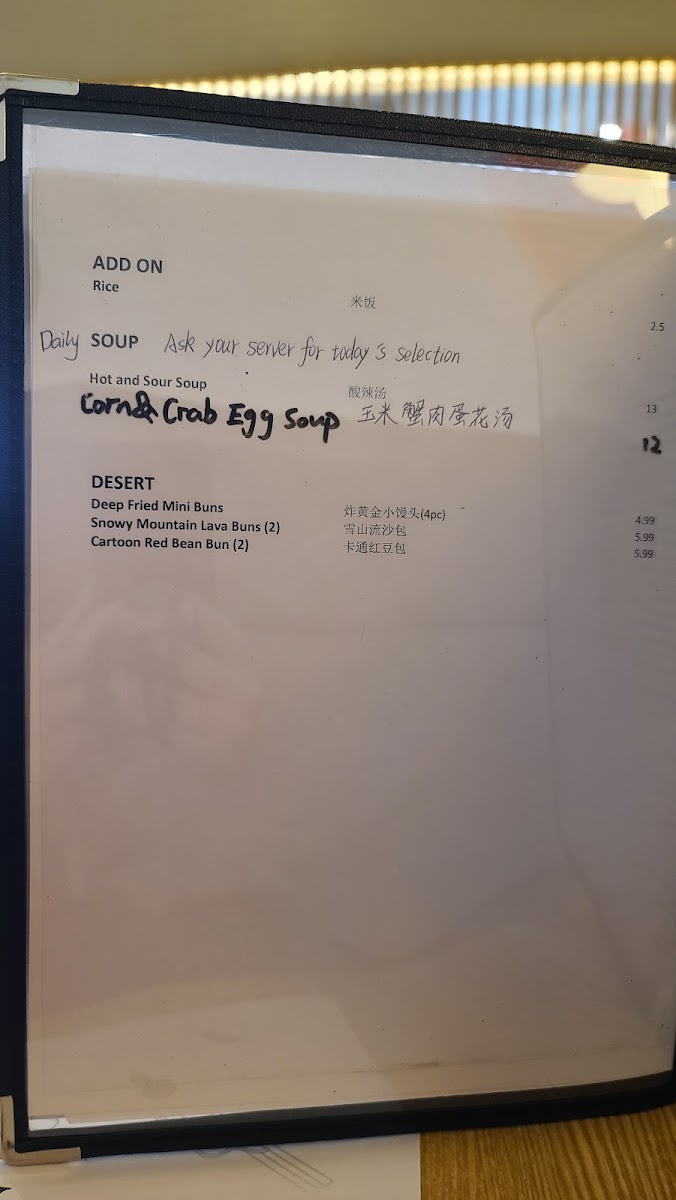 ADD ON
Rice 米饭 2.5
Daily SOUP Ask your server for today's selection
Hot and Sour Soup 酸辣汤 13
Corn& Crab Egg Soup 玉米蟹肉蛋花汤 12
DESERT
Deep Fried Mini Buns 炸黄金小馒头(4pc) 4.99
Snowy Mountain Lava Buns (2) 雪山流沙包 5.99
Cartoon Red Bean Bun (2) 卡通红豆包 5.99